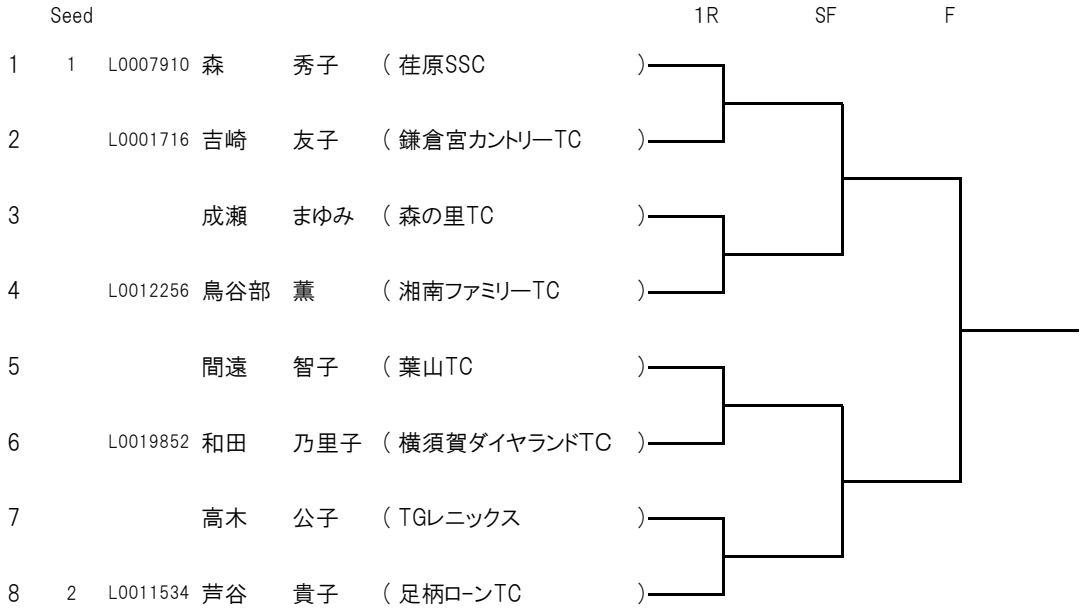 Seed 1R SF F
1 1 L0007910 森 秀子 ( 荏原SSC )
2 L0001716 吉崎 友子 ( 鎌倉宮カントリーTC )
3 成瀬 まゆみ ( 森の里TC )
4 L0012256 鳥谷部 薫 ( 湘南ファミリーTC )
5 間遠 智子 ( 葉山TC )
6 L0019852 和田 乃里子 ( 横須賀ダイヤランドTC )
7 高木 公子 ( TGレニックス )
8 2 L0011534 芦谷 貴子 ( 足柄ローンTC )